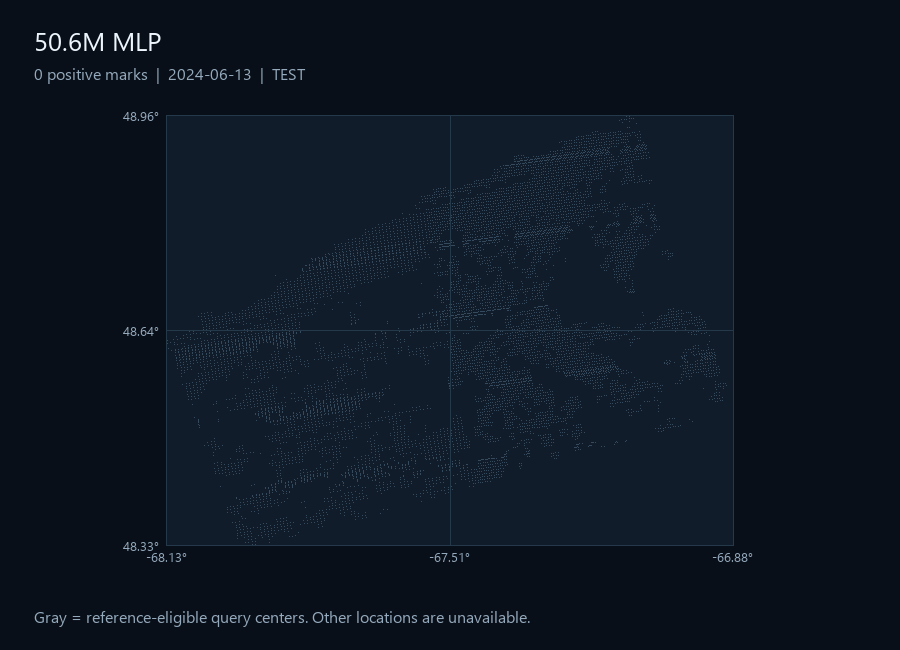 50.6M MLP
0 positive marks | 2024-06-13 | TEST
48.96°
48.64°
48.33°
-68.13°
-67.51°
-66.88°
Gray = reference-eligible query centers. Other locations are unavailable.